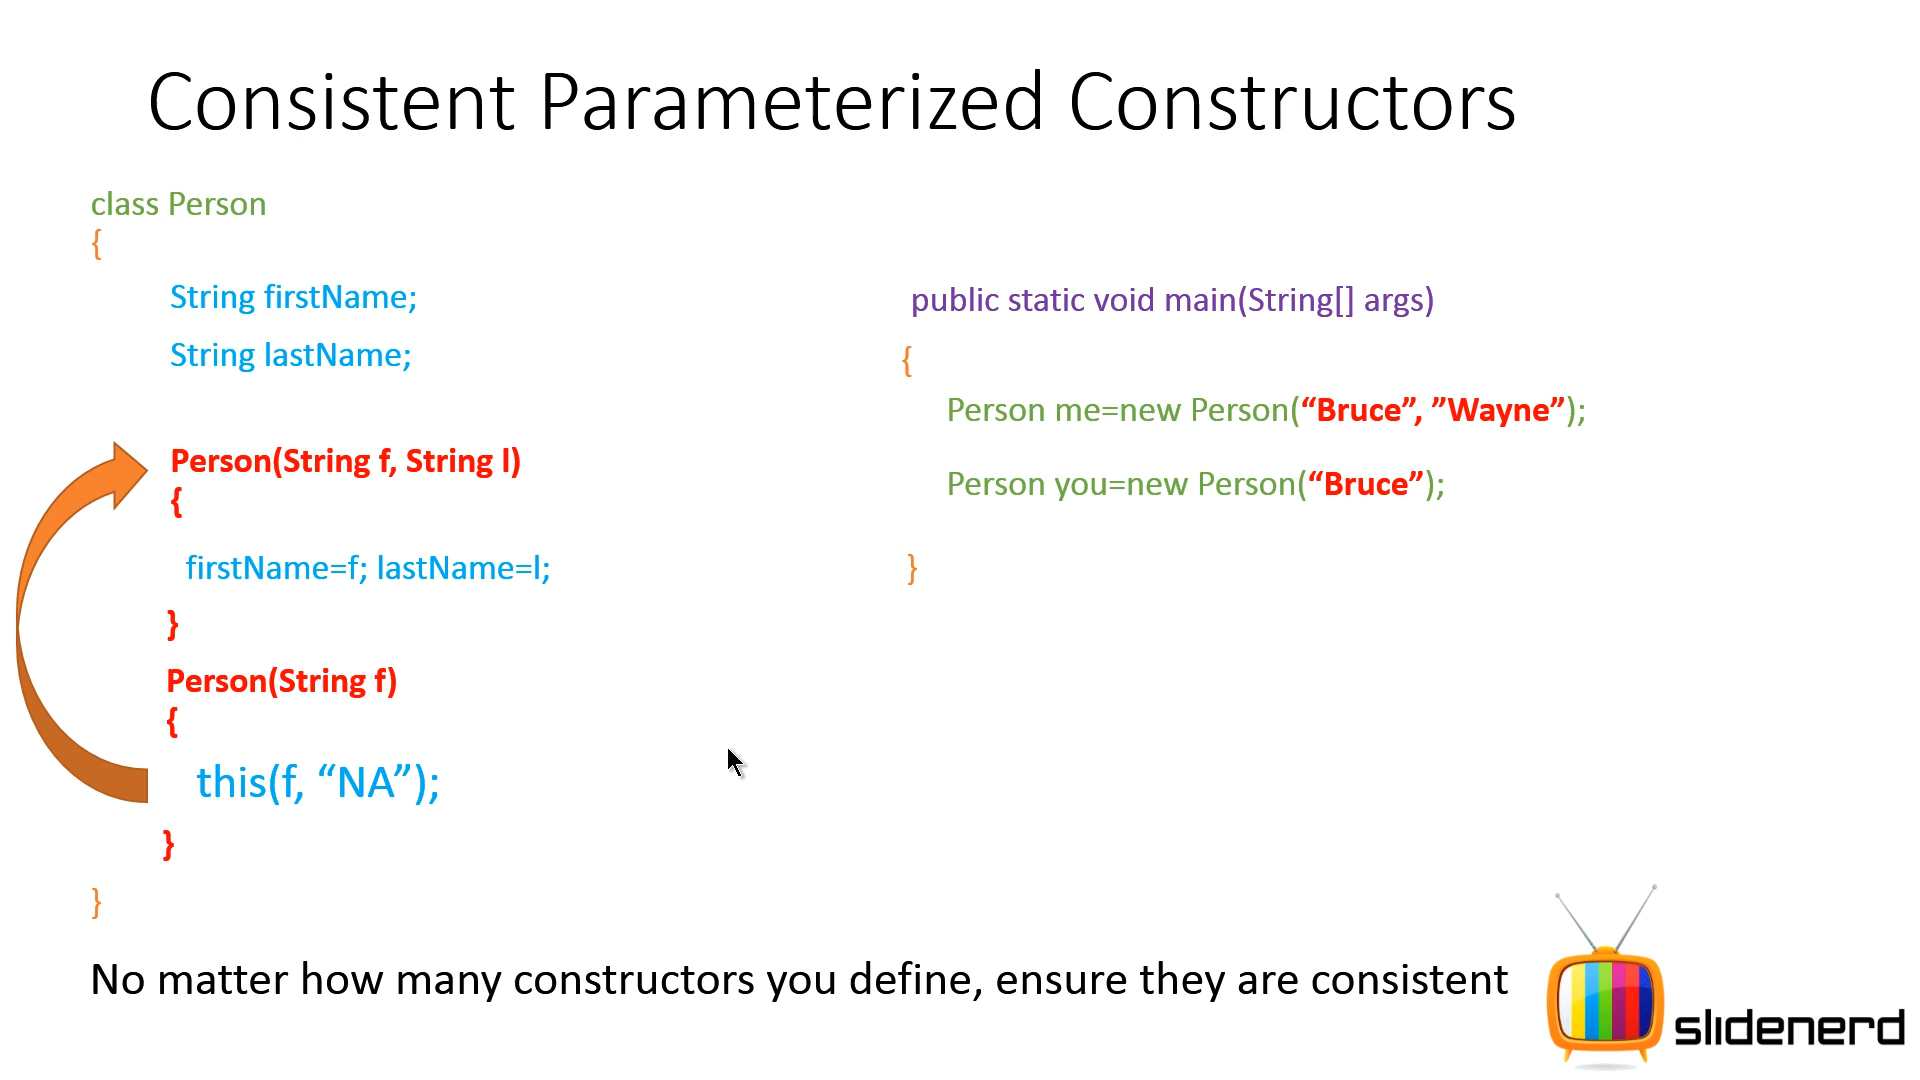 Consistent Parameterized Constructors
class Person
{
String firstName;
String lastName;
Person(String f, String l)
{
firstName=f; lastName=l;
}
Person(String f)
{
this(f, “NA”);
}
}
public static void main(String[] args)
{
Person me=new Person(“Bruce”, ”Wayne”);
Person you=new Person(“Bruce”);
}
No matter how many constructors you define, ensure they are consistent
slidenerd